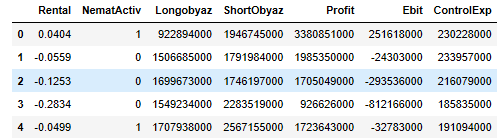 Rental NematActiv Longobyaz ShortObyaz Profit Ebit ControlExp
0 0.0404 1 922894000 1946745000 3380851000 251618000 230228000
1 -0.0559 0 1506685000 1791984000 1985350000 -24303000 233957000
2 -0.1253 0 1699673000 1746197000 1705049000 -293536000 216079000
3 -0.2834 0 1549234000 2283519000 926626000 -812166000 185835000
4 -0.0499 1 1707938000 2567155000 1723643000 -32783000 191094000